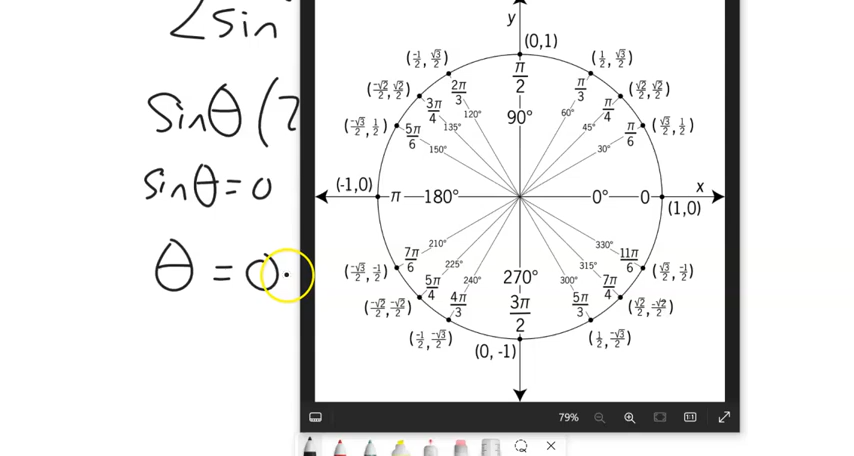 2 sin
sinθ (2
sinθ = 0
θ = 0
y
(0,1)
(-1/2, √3/2) (1/2, √3/2)
π/2
2π/3 π/3
(-√2/2, √2/2) (√2/2, √2/2)
3π/4 120° 90° 60° π/4
(-√3/2, 1/2) 135° 45° (√3/2, 1/2)
5π/6 150° 30° π/6
(-1,0) x
π 180° 0° 0
(1,0)
210° 330°
7π/6 11π/6
(-√3/2, -1/2) 225° 270° 315° (√3/2, -1/2)
5π/4 240° 300° 7π/4
(-√2/2, -√2/2) 4π/3 3π/2 5π/3 (√2/2, -√2/2)
(-1/2, -√3/2) (1/2, -√3/2)
(0, -1)
79% 1:1